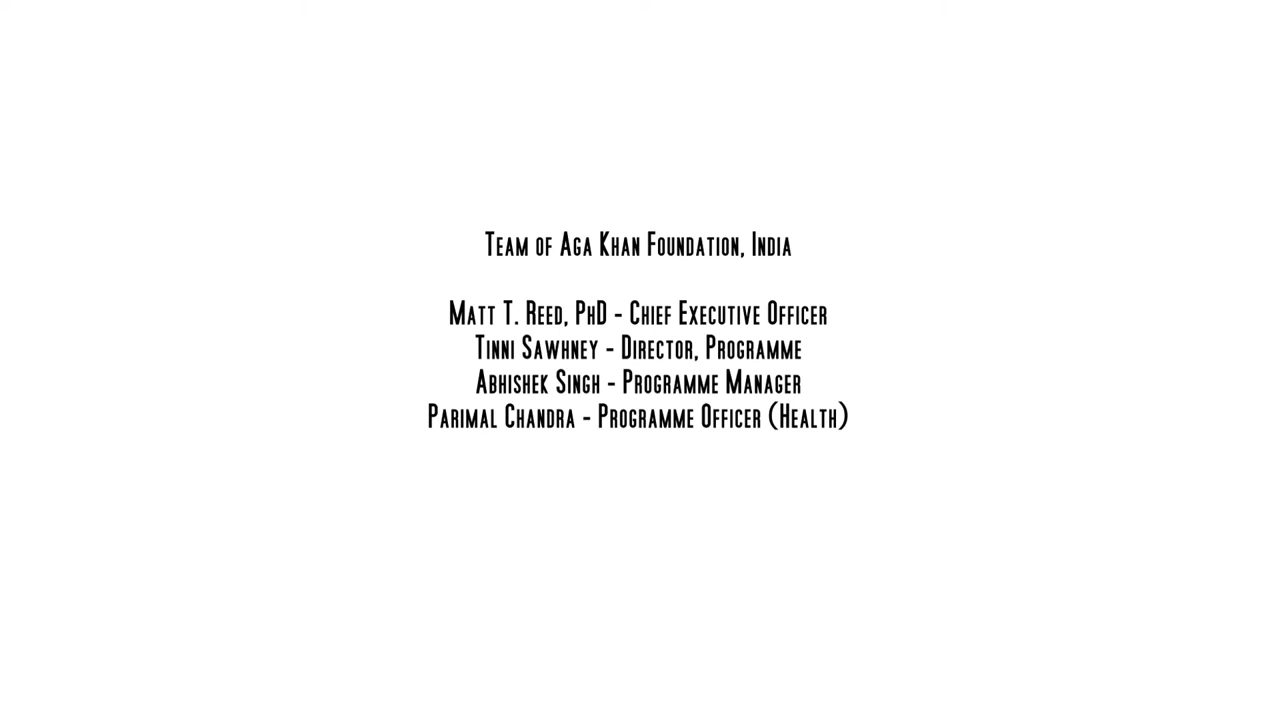 Team of Aga Khan Foundation, India
Matt T. Reed, PhD - Chief Executive Officer
Tinni Sawhney - Director, Programme
Abhishek Singh - Programme Manager
Parimal Chandra - Programme Officer (Health)